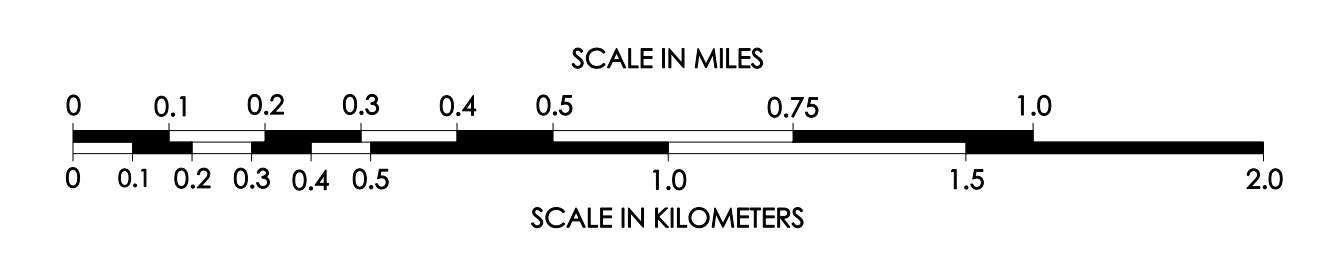 SCALE IN MILES
0 0.1 0.2 0.3 0.4 0.5 0.75 1.0
0 0.1 0.2 0.3 0.4 0.5 1.0 1.5 2.0
SCALE IN KILOMETERS